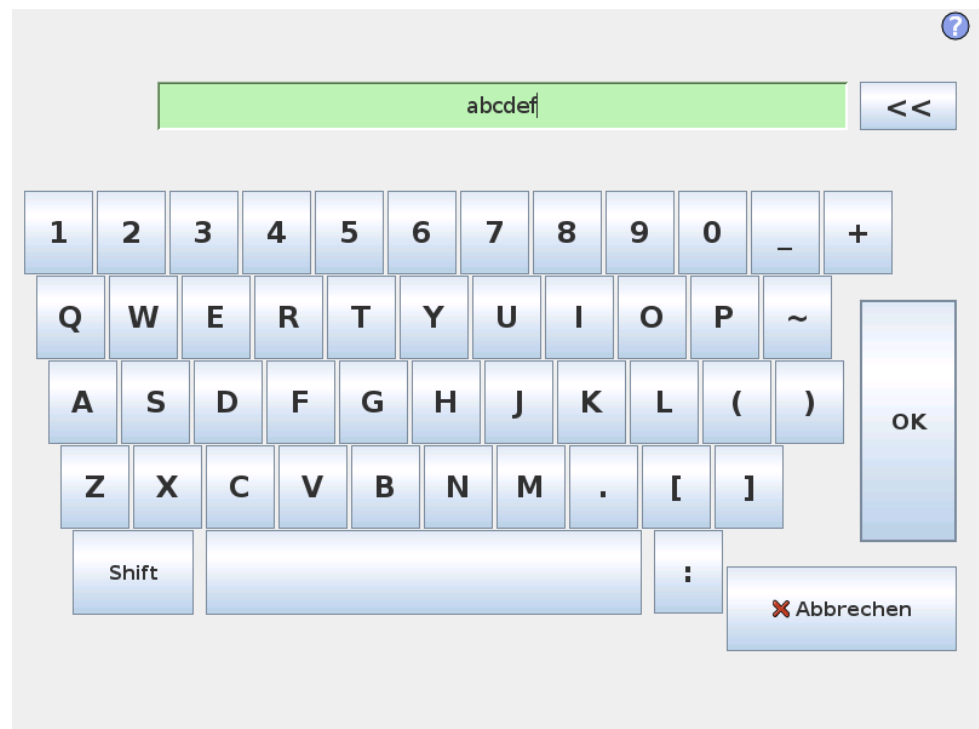 ?
abcdef
<<
1 2 3 4 5 6 7 8 9 0 _ +
Q W E R T Y U I O P ~
A S D F G H J K L ( )
OK
Z X C V B N M . [ ]
Shift :
Abbrechen